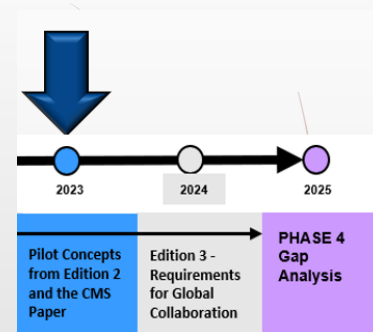 2023
2024
2025
Pilot Concepts
from Edition 2
and the CMS
Paper
Edition 3 -
Requirements
for Global
Collaboration
PHASE 4
Gap
Analysis